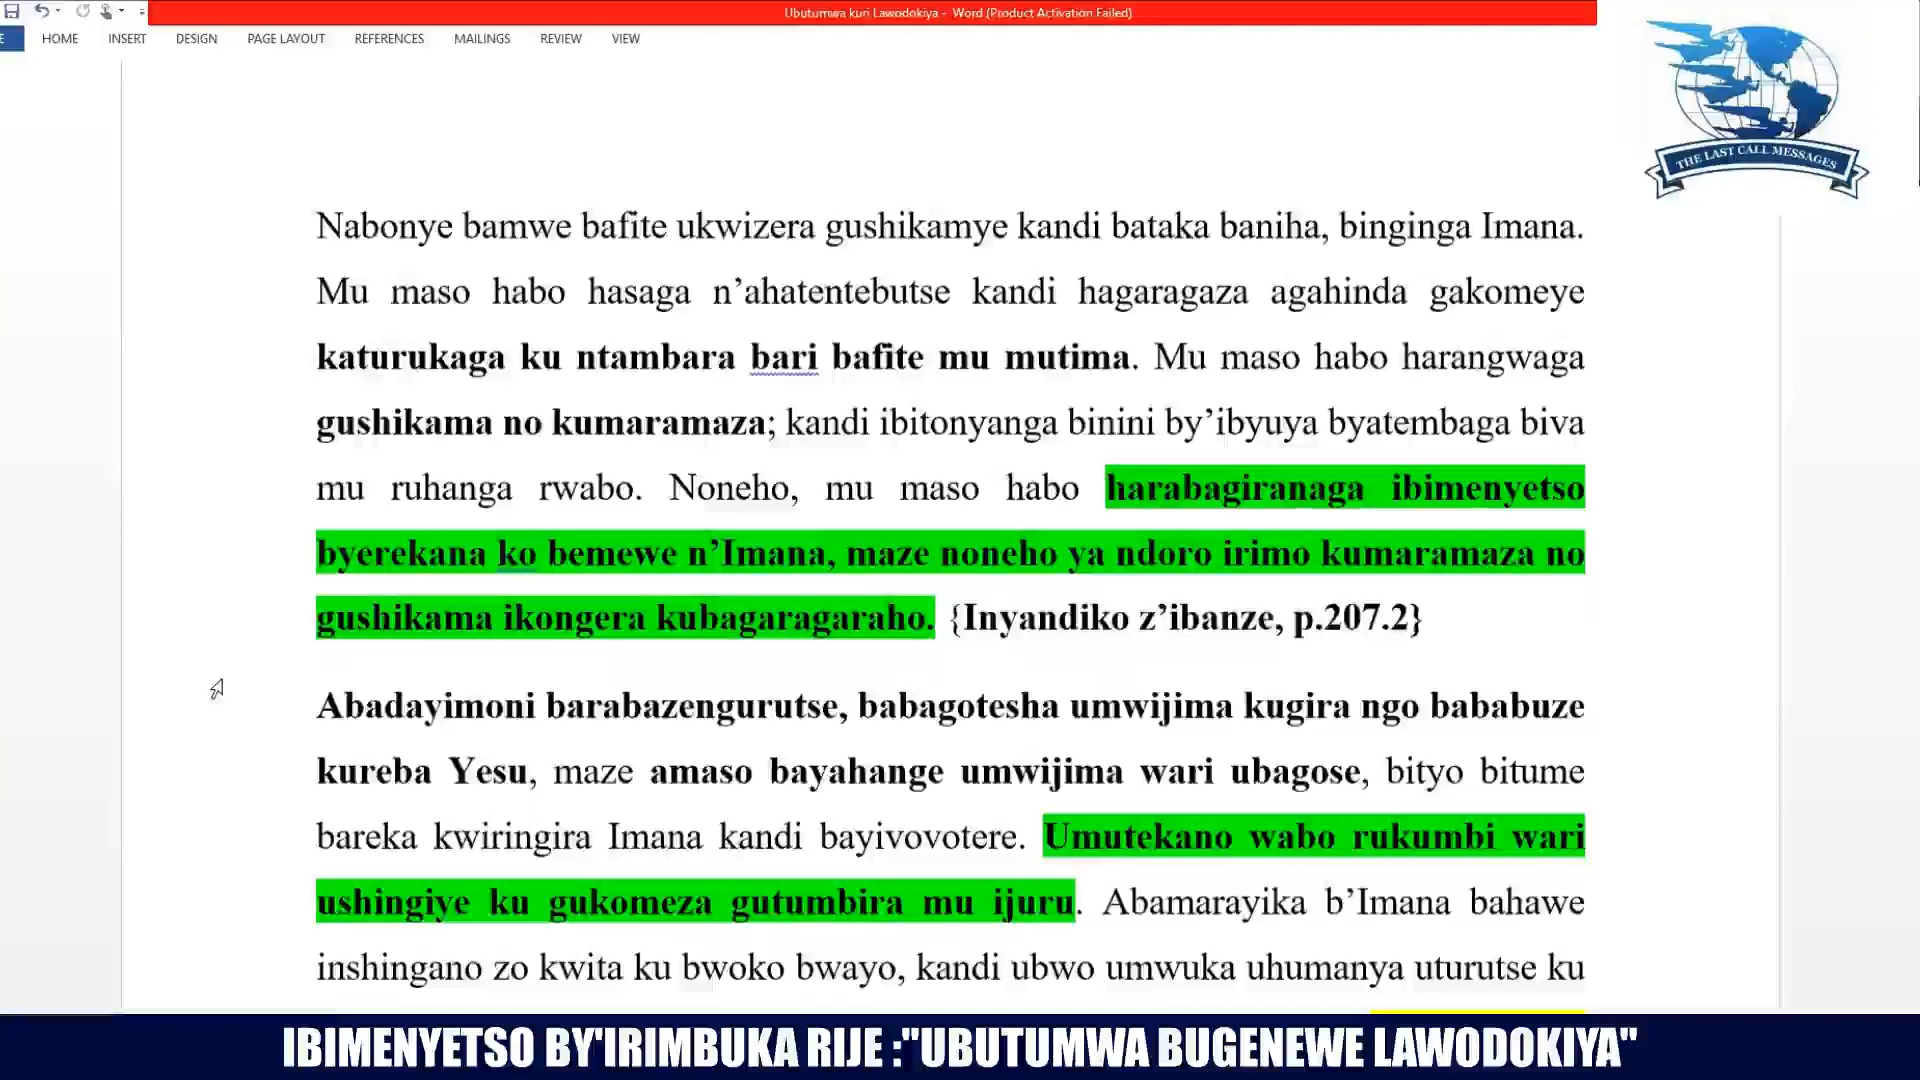 Ubutumwa kuri Lawodokiya - Word (Product Activation Failed)
HOME INSERT DESIGN PAGE LAYOUT REFERENCES MAILINGS REVIEW VIEW
THE LAST CALL MESSAGES
Nabonye bamwe bafite ukwizera gushikamye kandi bataka baniha, binginga Imana.
Mu maso habo hasaga n’ahatentebutse kandi hagaragaza agahinda gakomeye
katurukaga ku ntambara bari bafite mu mutima. Mu maso habo harangwaga
gushikama no kumaramaza; kandi ibitonyanga binini by’ibyuya byatembaga biva
mu ruhanga rwabo. Noneho, mu maso habo harabagiranaga ibimenyetso
byerekana ko bemewe n’Imana, maze noneho ya ndoro irimo kumaramaza no
gushikama ikongera kubagaragaraho. {Inyandiko z’ibanze, p.207.2}
Abadayimoni barabazengurutse, babagotesha umwijima kugira ngo bababuze
kureba Yesu, maze amaso bayahange umwijima wari ubagose, bityo bitume
bareka kwiringira Imana kandi bayivovotere. Umutekano wabo rukumbi wari
ushingiye ku gukomeza gutumbira mu ijuru. Abamarayika b’Imana bahawe
inshingano zo kwita ku bwoko bwayo, kandi ubwo umwuka uhumanya uturutse ku
IBIMENYETSO BY'IRIMBUKA RIJE :"UBUTUMWA BUGENEWE LAWODOKIYA"